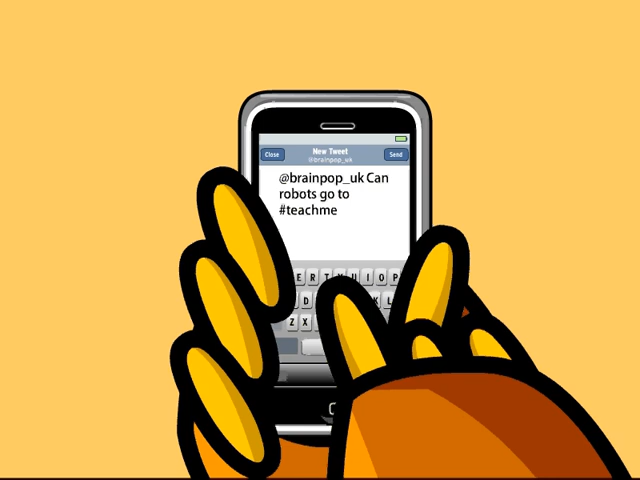 New Tweet
Close
@brainpop_uk
Send
@brainpop_uk Can
robots go to
#teachme
E R T Y U I O P
D K L
Z X